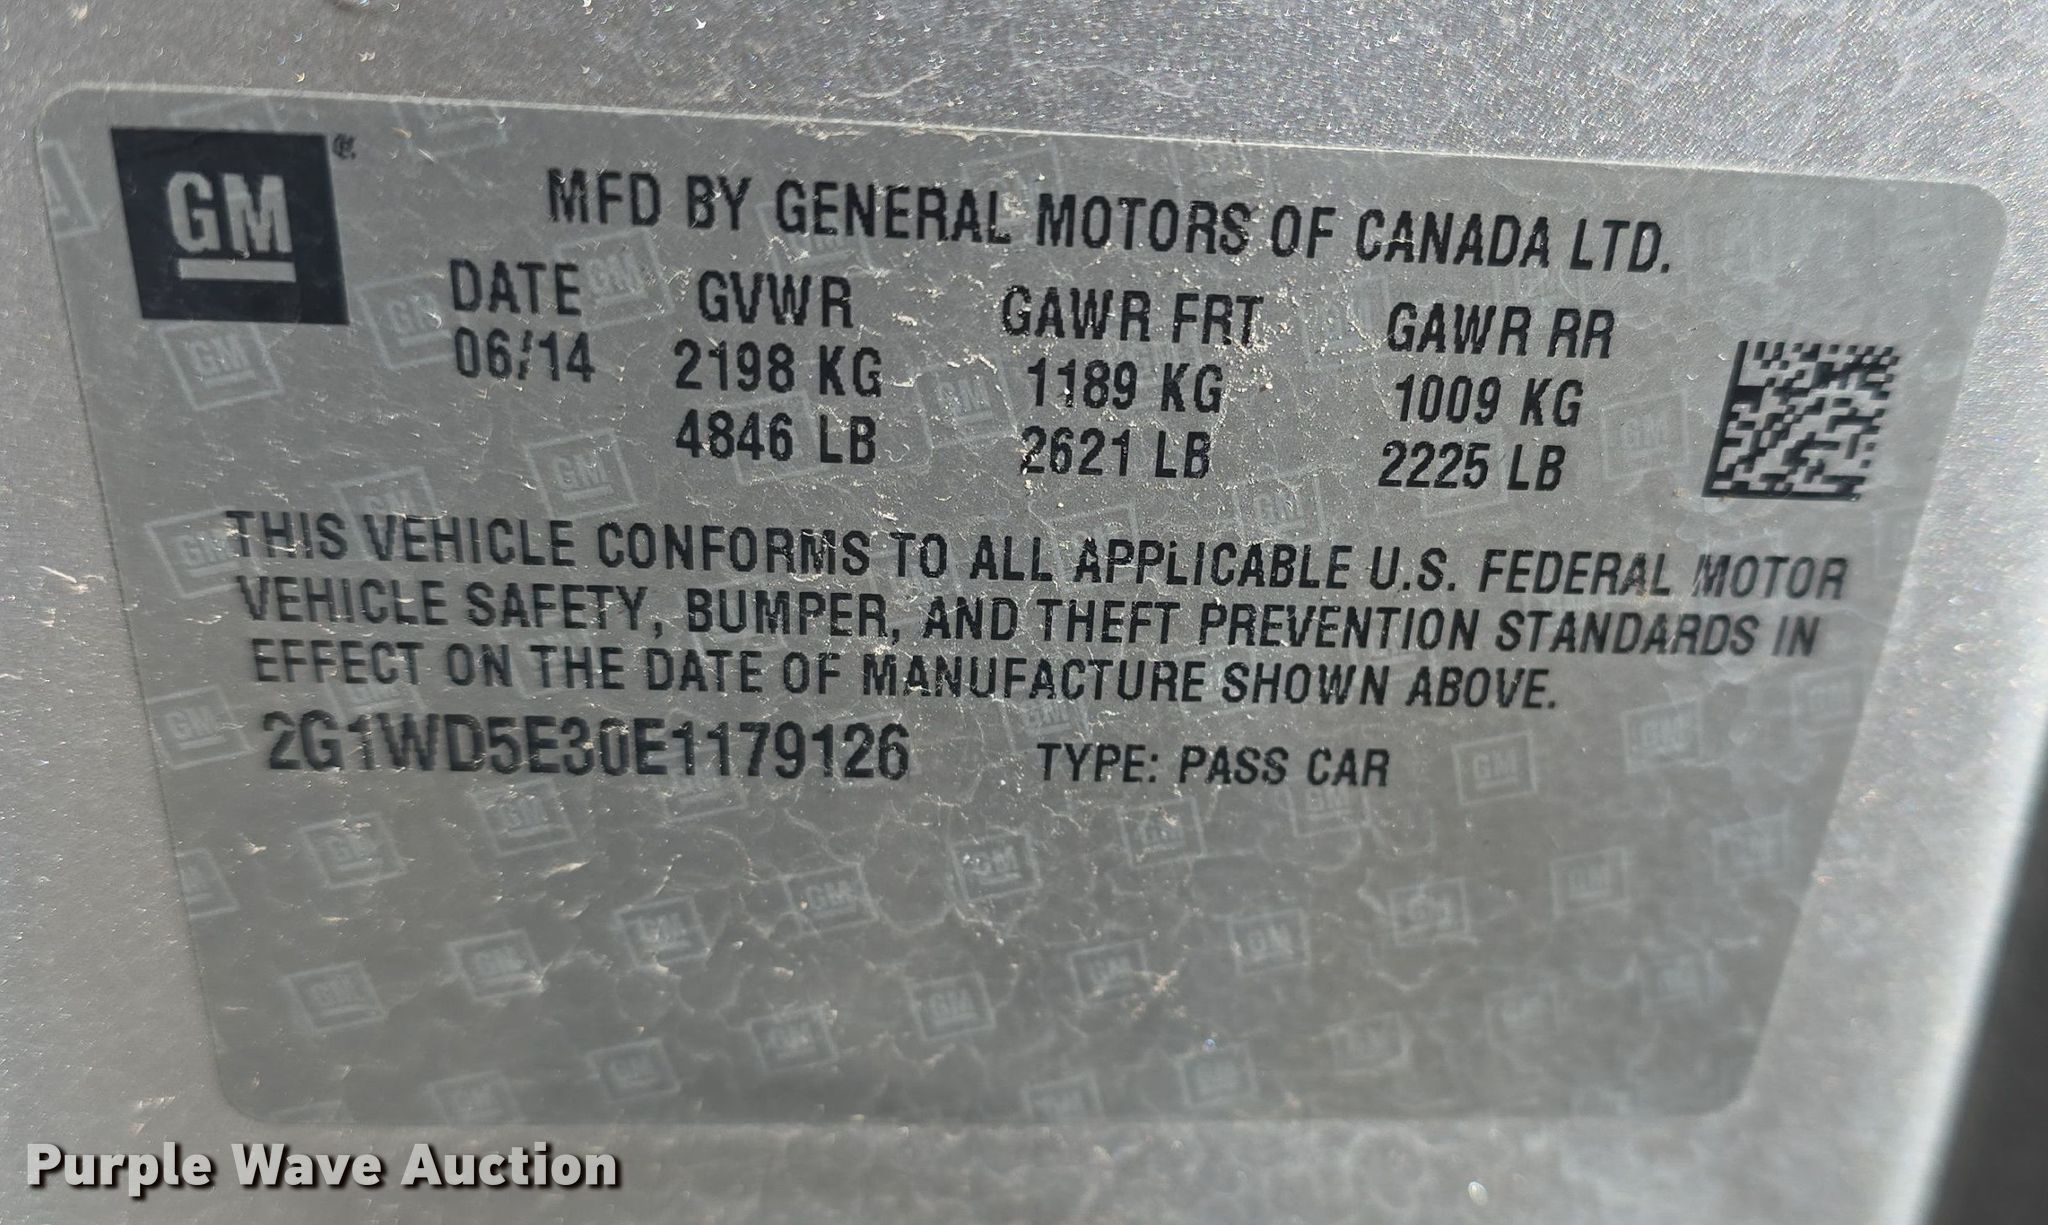 GM
MFD BY GENERAL MOTORS OF CANADA LTD.
DATE GVWR GAWR FRT GAWR RR
06/14 2198 KG 1189 KG 1009 KG
4846 LB 2621 LB 2225 LB
THIS VEHICLE CONFORMS TO ALL APPLICABLE U.S. FEDERAL MOTOR
VEHICLE SAFETY, BUMPER, AND THEFT PREVENTION STANDARDS IN
EFFECT ON THE DATE OF MANUFACTURE SHOWN ABOVE.
2G1WD5E30E1179126 TYPE: PASS CAR
Purple Wave Auction